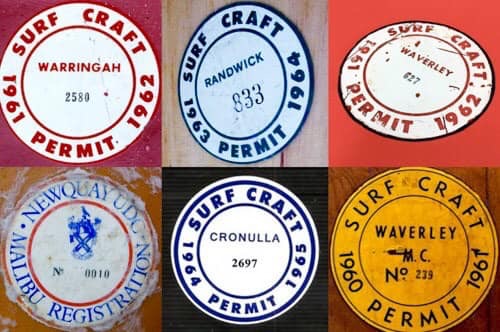 SURF CRAFT
WARRINGAH
2580
1961 PERMIT 1962
SURF CRAFT
RANDWICK
833
1963 PERMIT 1964
SURF CRAFT
WAVERLEY
627
1961 PERMIT 1962
NEWQUAY UDC
No 0010
MALIBU REGISTRATION
SURF CRAFT
CRONULLA
2697
1964 PERMIT 1965
SURF CRAFT
WAVERLEY
M.C.
No 239
1960 PERMIT 1961